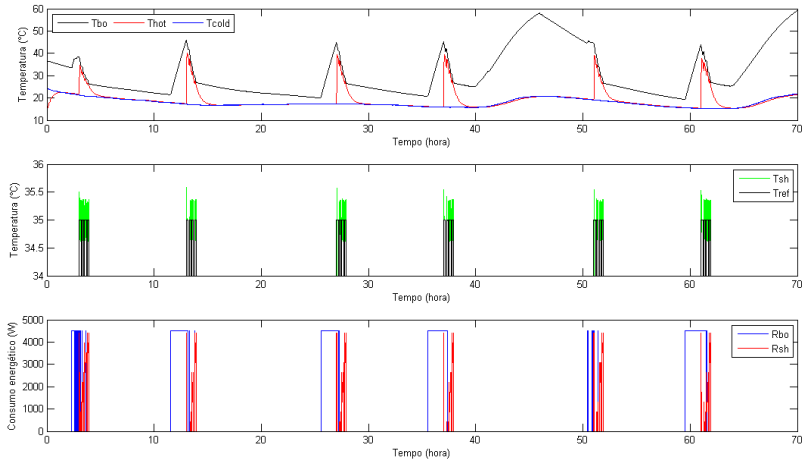 60
50
40
30
20
10
Temperatura (ºC)
Tbo Thot Tcold
0 10 20 30 40 50 60 70
Tempo (hora)
36
35.5
35
34.5
34
Temperatura (ºC)
Tsh
Tref
0 10 20 30 40 50 60 70
Tempo (hora)
5000
4000
3000
2000
1000
0
Consumo energético (W)
Rbo
Rsh
0 10 20 30 40 50 60 70
Tempo (hora)